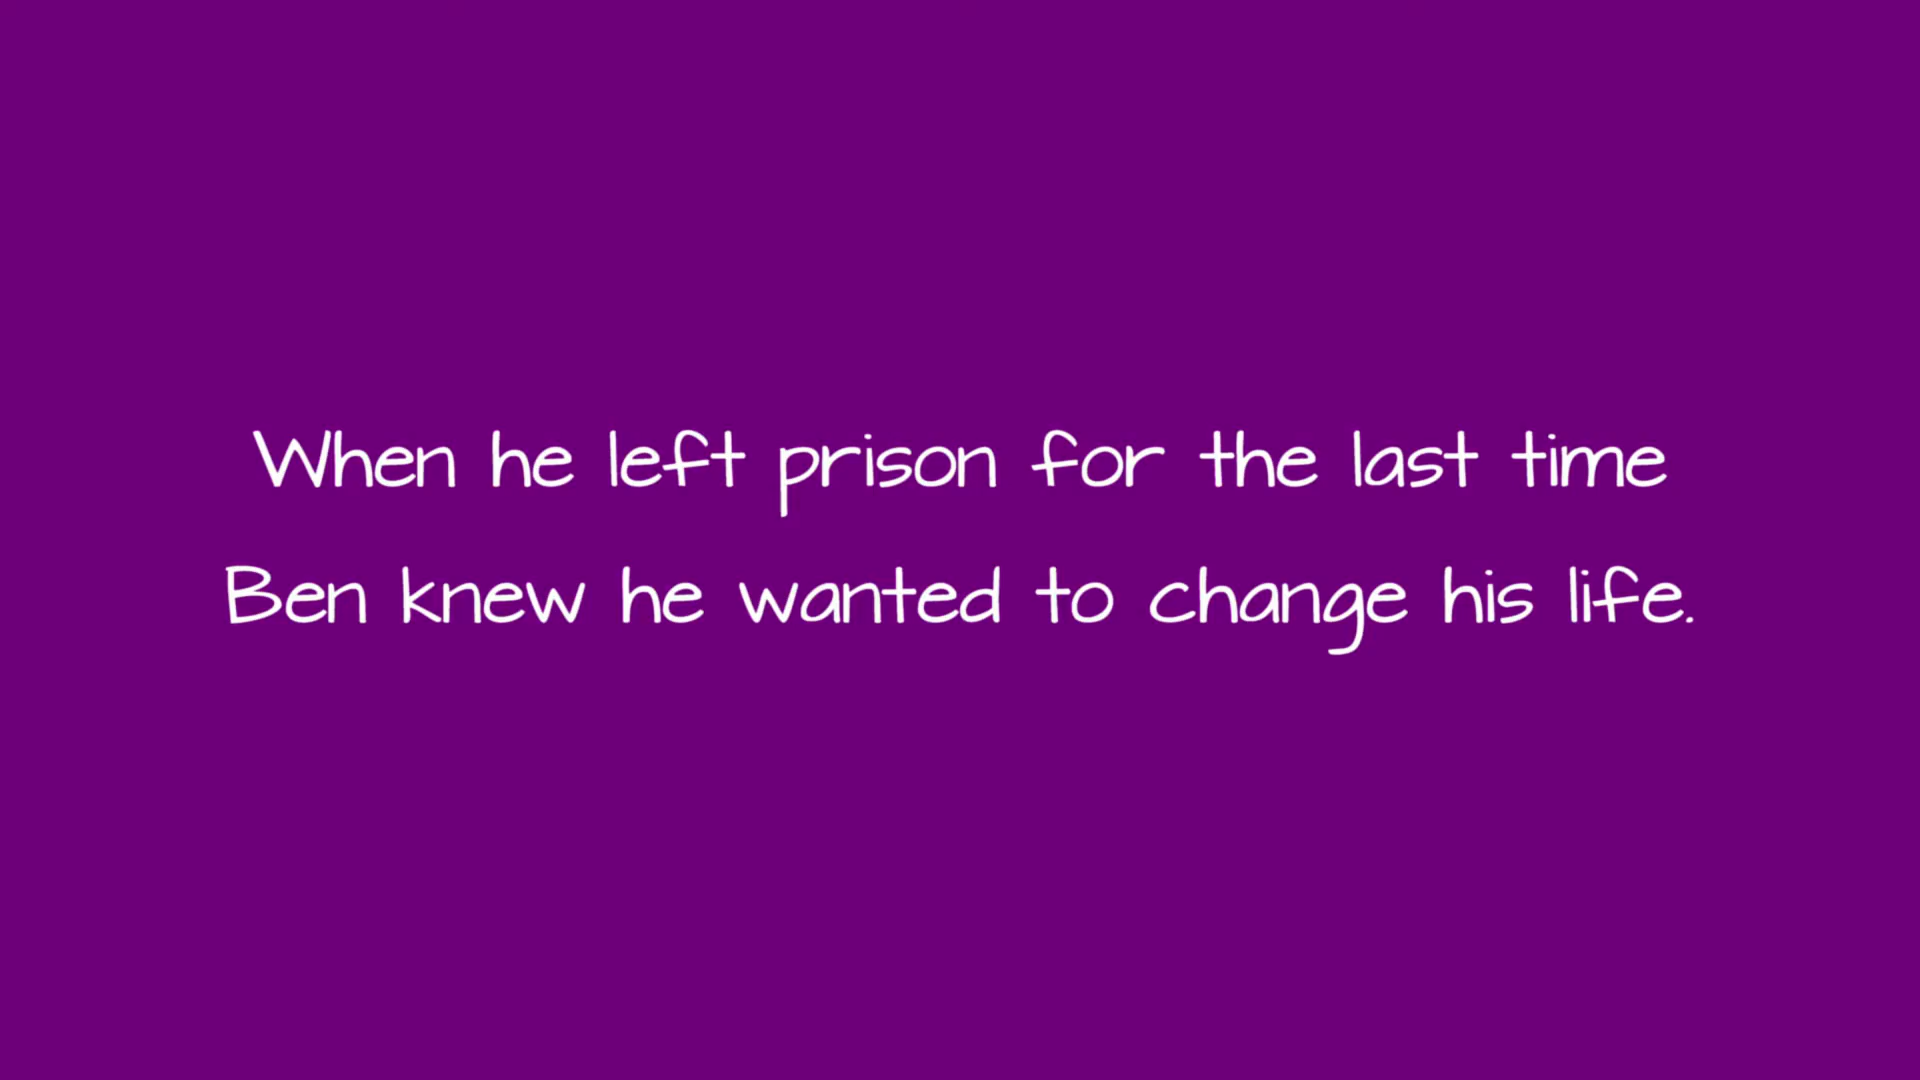 When he left prison for the last time
Ben knew he wanted to change his life.